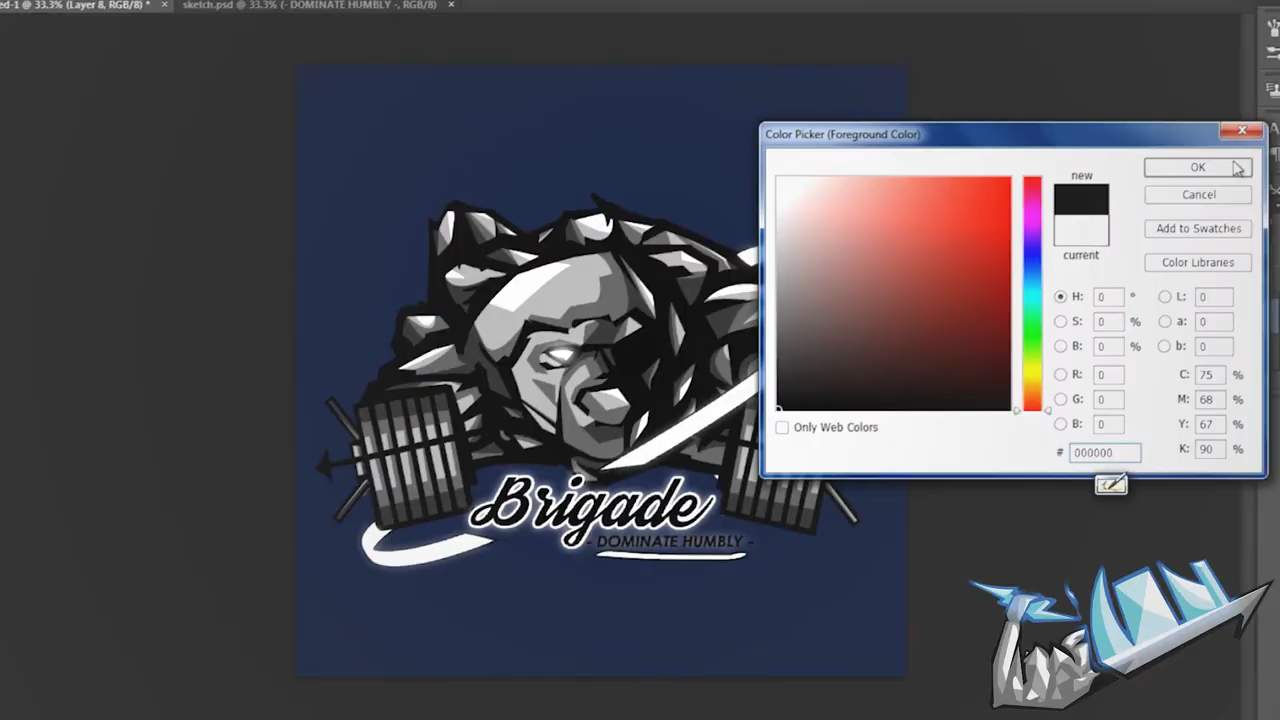 ed-1 @ 33.3% (Layer 8, RGB/8) * ×
sketch.psd @ 33.3% (- DOMINATE HUMBLY -, RGB/8) ×
Color Picker (Foreground Color)
new
current
OK
Cancel
Add to Swatches
Color Libraries
H: 0 °
S: 0 %
B: 0 %
R: 0
G: 0
B: 0
L: 0
a: 0
b: 0
C: 75 %
M: 68 %
Y: 67 %
K: 90 %
Only Web Colors
# 000000
Brigade
- DOMINATE HUMBLY -